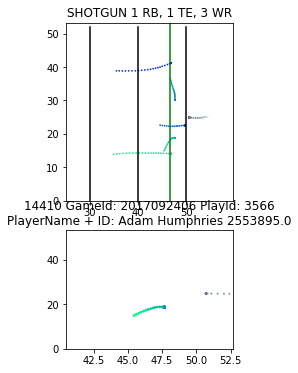 SHOTGUN 1 RB, 1 TE, 3 WR
50
40
30
20
10
0
30 40 50
14410 GameId: 2017092406 PlayId: 3566
PlayerName + ID: Adam Humphries 2553895.0
40
20
0
42.5 45.0 47.5 50.0 52.5